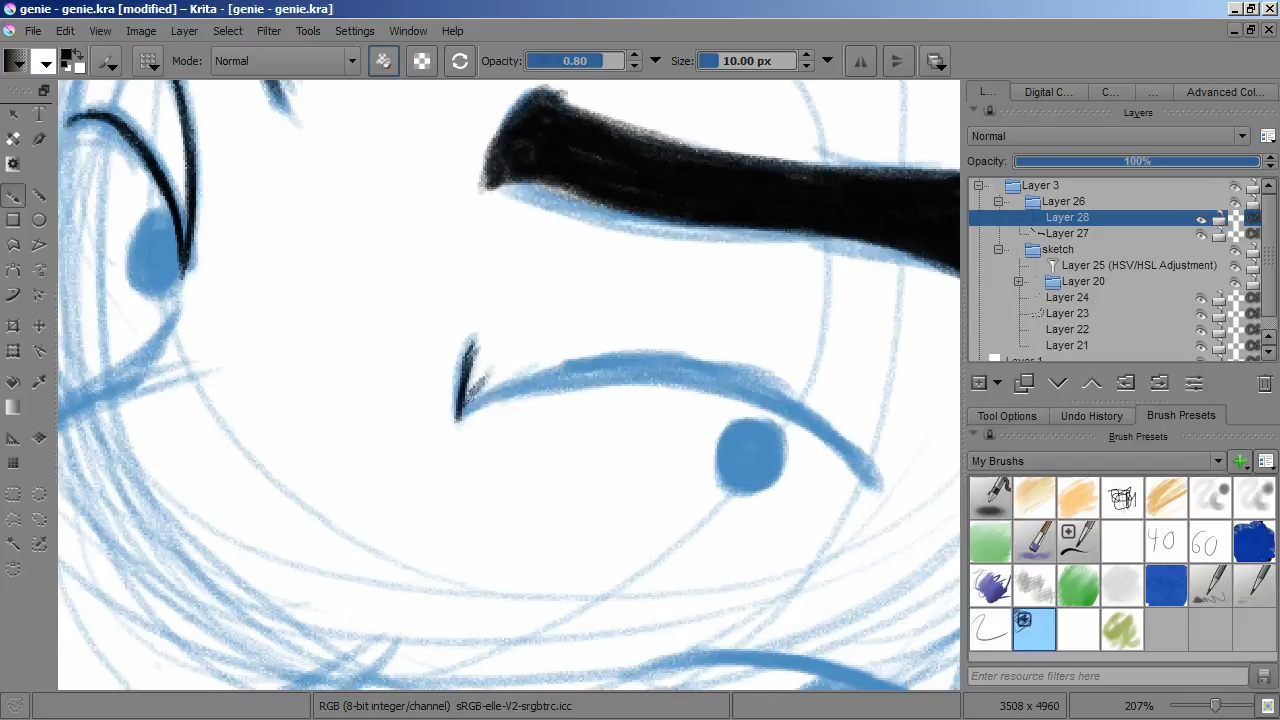 genie - genie.kra [modified] – Krita - [genie - genie.kra]
File Edit View Image Layer Select Filter Tools Settings Window Help
Mode: Normal Opacity: 0.80 Size: 10.00 px
L... Digital C... C... ... Advanced Col...
Layers
Normal
Opacity: 100%
Layer 3
Layer 26
Layer 28
Layer 27
sketch
Layer 25 (HSV/HSL Adjustment)
Layer 20
Layer 24
Layer 23
Layer 22
Layer 21
Layer 1
Tool Options Undo History Brush Presets
Brush Presets
My Brushes
40 60
Enter resource filters here
RGB (8-bit integer/channel) sRGB-elle-V2-srgbtrc.icc 3508 x 4960 207%